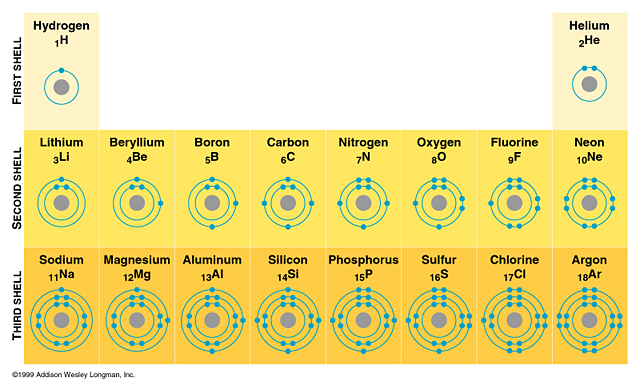 Hydrogen
1H
Helium
2He
FIRST SHELL
Lithium
3Li
Beryllium
4Be
Boron
5B
Carbon
6C
Nitrogen
7N
Oxygen
8O
Fluorine
9F
Neon
10Ne
SECOND SHELL
Sodium
11Na
Magnesium
12Mg
Aluminum
13Al
Silicon
14Si
Phosphorus
15P
Sulfur
16S
Chlorine
17Cl
Argon
18Ar
THIRD SHELL
©1999 Addison Wesley Longman, Inc.